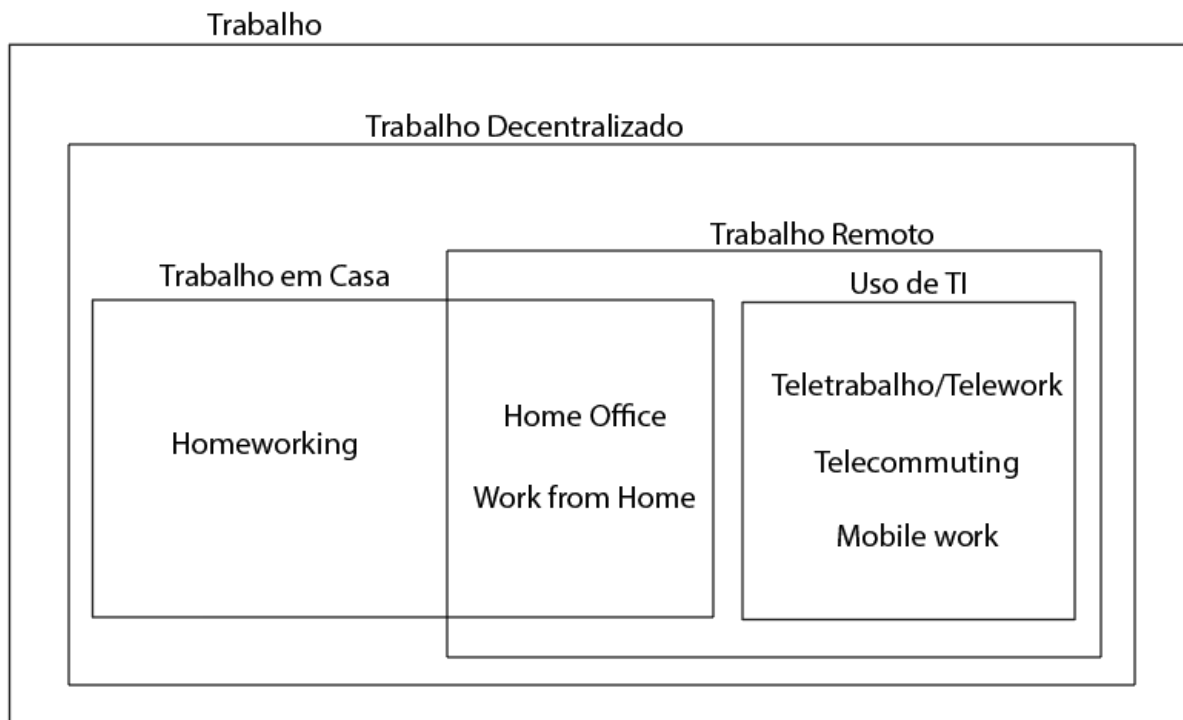 Trabalho
Trabalho Decentralizado
Trabalho Remoto
Trabalho em Casa
Uso de TI
Homeworking
Home Office
Work from Home
Teletrabalho/Telework
Telecommuting
Mobile work